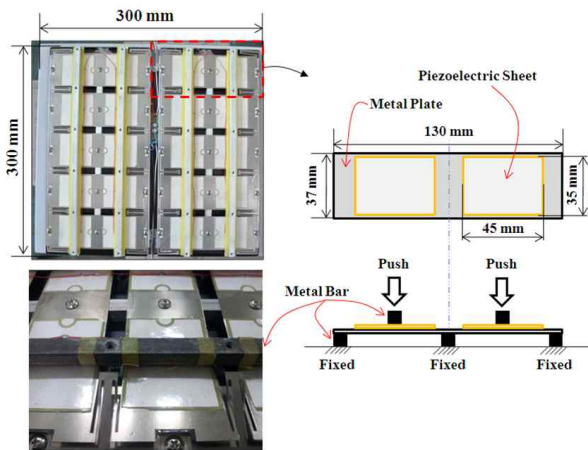 300 mm
300 mm
Piezoelectric Sheet
Metal Plate
130 mm
37 mm
35 mm
45 mm
Push
Push
Metal Bar
Fixed
Fixed
Fixed